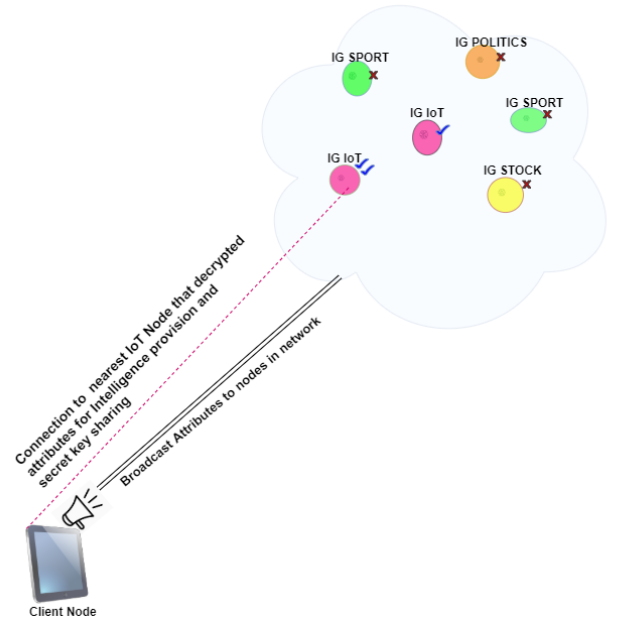 IG POLITICS
IG SPORT
IG SPORT
IG IoT
IG IoT
IG STOCK
Connection to nearest IoT Node that decrypted
attributes for Intelligence provision and
secret key sharing
Broadcast Attributes to nodes in network
Client Node